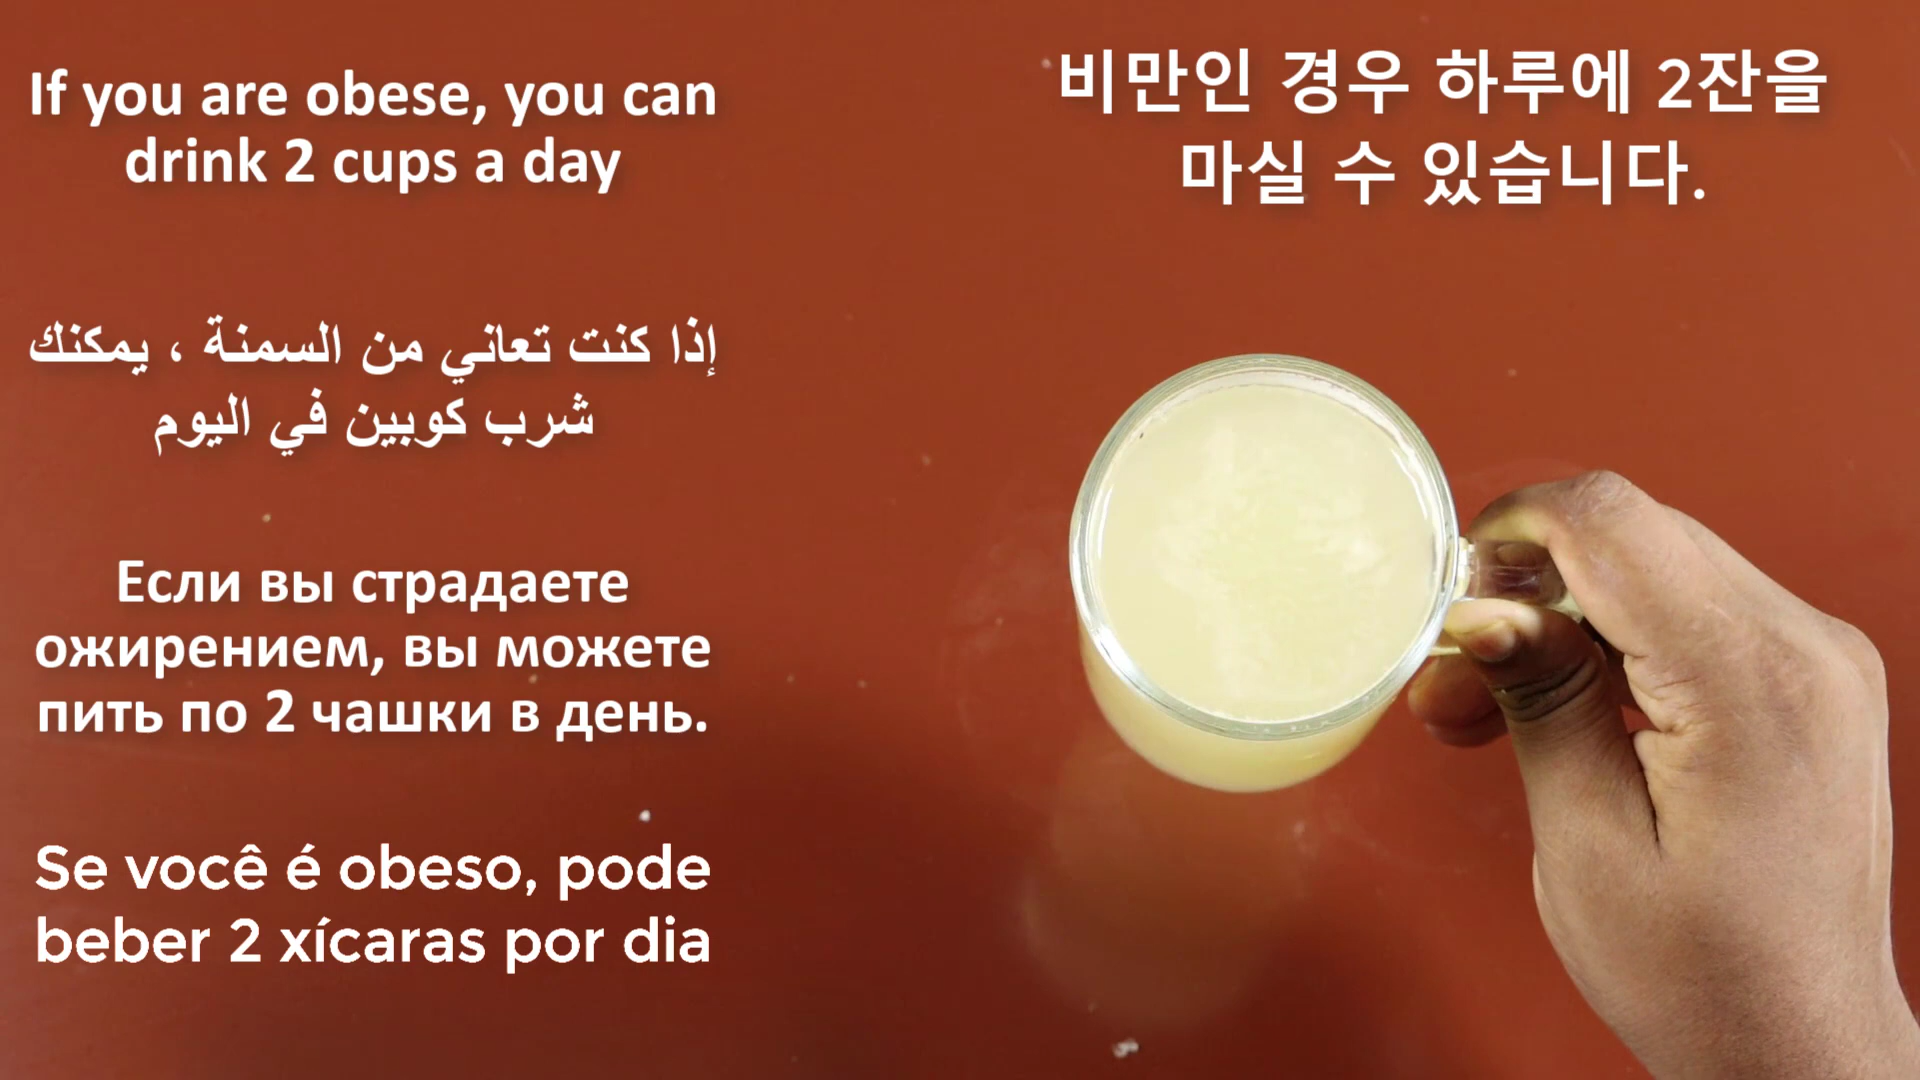 If you are obese, you can
drink 2 cups a day
إذا كنت تعاني من السمنة ، يمكنك
شرب كوبين في اليوم
Если вы страдаете
ожирением, вы можете
пить по 2 чашки в день.
Se você é obeso, pode
beber 2 xícaras por dia
비만인 경우 하루에 2잔을
마실 수 있습니다.